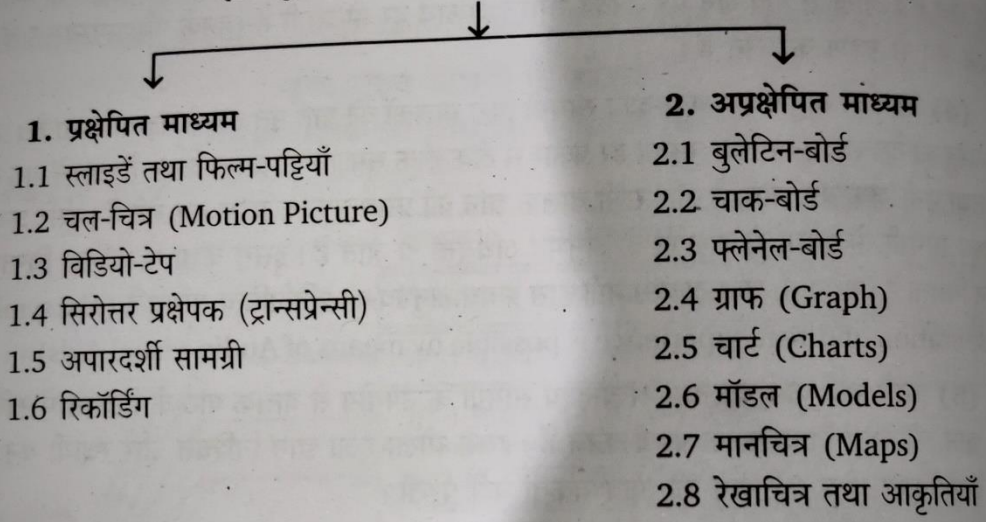 1. प्रक्षेपित माध्यम
1.1 स्लाइडें तथा फिल्म-पट्टियाँ
1.2 चल-चित्र (Motion Picture)
1.3 विडियो-टेप
1.4 सिरोत्तर प्रक्षेपक (ट्रान्सप्रेन्सी)
1.5 अपारदर्शी सामग्री
1.6 रिकॉर्डिंग
2. अप्रक्षेपित माध्यम
2.1 बुलेटिन-बोर्ड
2.2 चाक-बोर्ड
2.3 फ्लेनेल-बोर्ड
2.4 ग्राफ (Graph)
2.5 चार्ट (Charts)
2.6 मॉडल (Models)
2.7 मानचित्र (Maps)
2.8 रेखाचित्र तथा आकृतियाँ